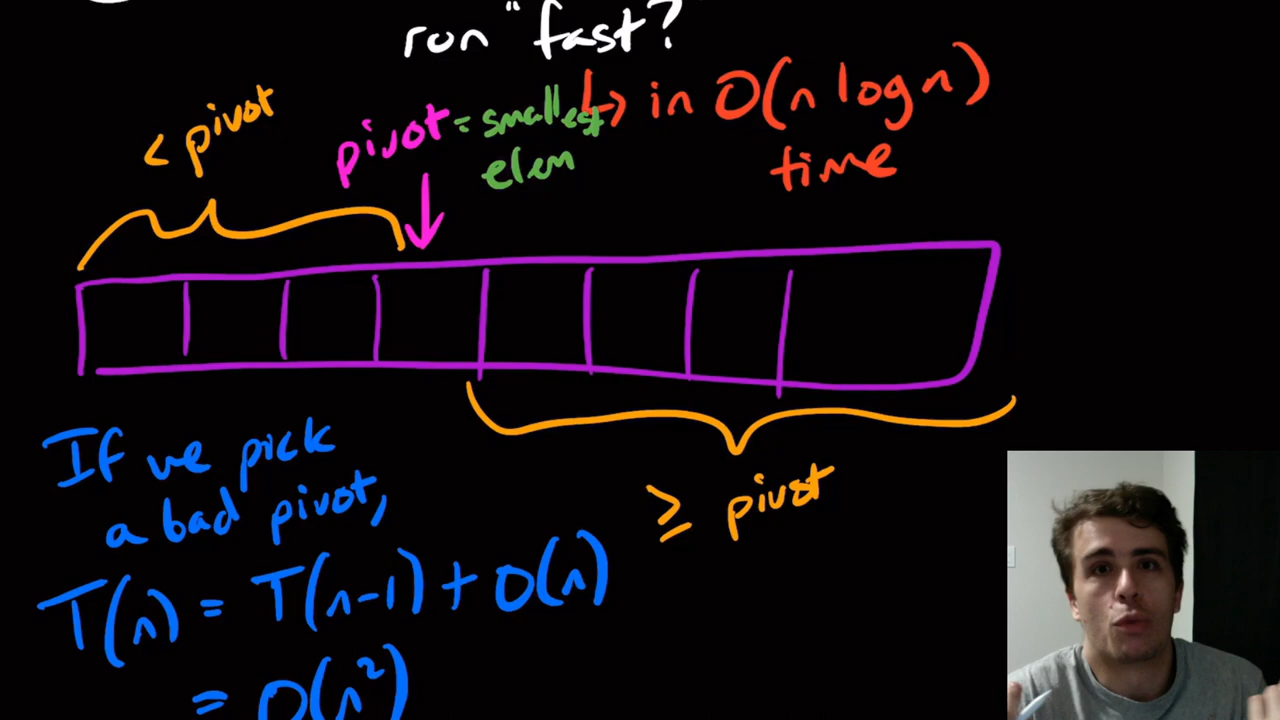 run "fast?
↳ in O(n log n)
time
< pivot
pivot = smallest
elem
≥ pivot
If we pick
a bad pivot,
T(n) = T(n-1) + O(n)
= O(n²)